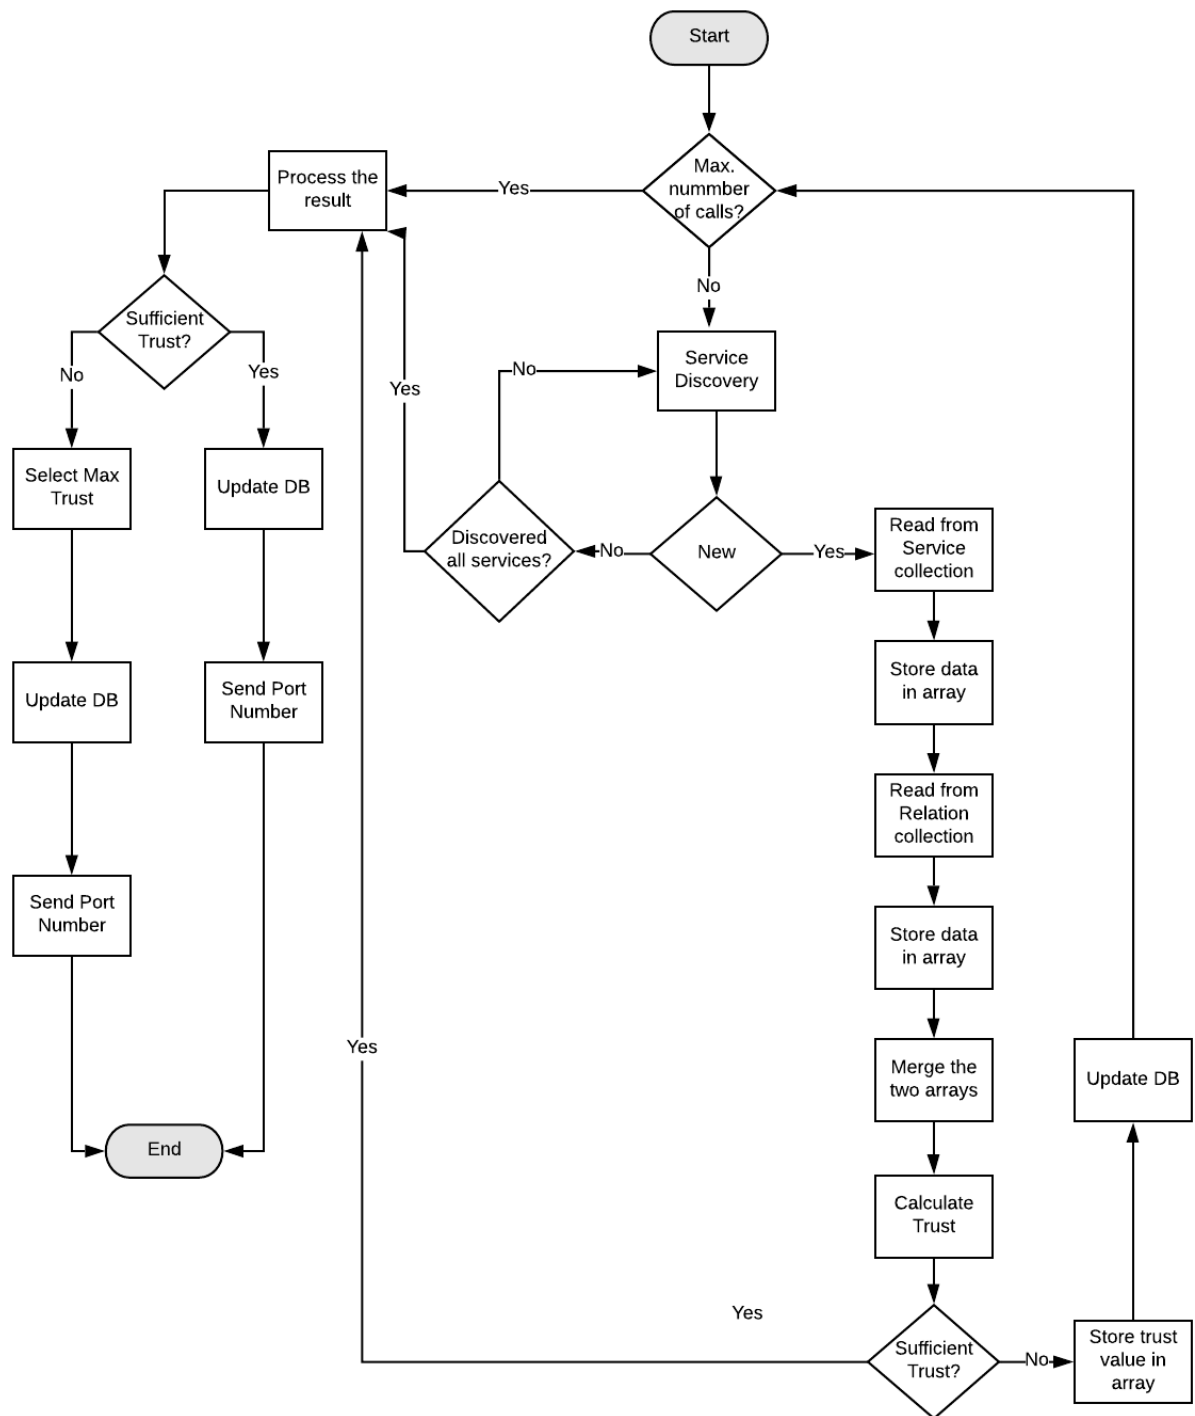 Start
Max.
nummber
of calls?
Yes
Process the
result
No
Sufficient
Trust?
Service
Discovery
No
Yes
No
Yes
Select Max
Trust
Update DB
Discovered
all services?
No
New
Yes
Read from
Service
collection
Update DB
Send Port
Number
Store data
in array
Read from
Relation
collection
Send Port
Number
Store data
in array
Yes
Merge the
two arrays
Update DB
End
Calculate
Trust
Yes
Sufficient
Trust?
No
Store trust
value in
array